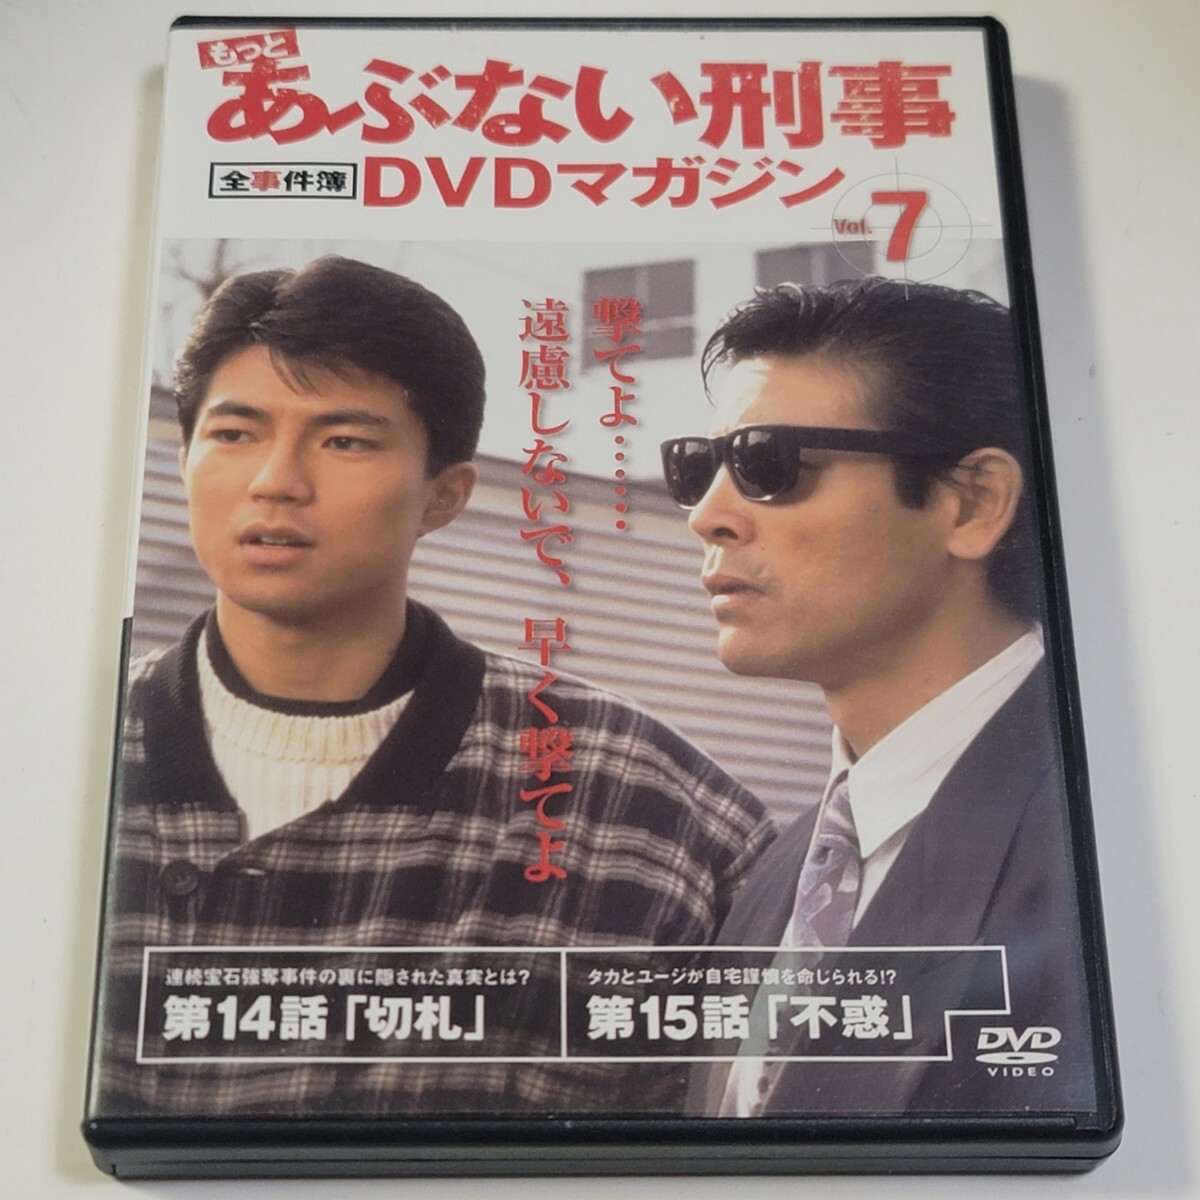 もっと
あぶない刑事
全事件簿 DVDマガジン
Vol. 7
撃てよ……
遠慮しないで、早く撃てよ
連続宝石強奪事件の裏に隠された真実とは?
第14話「切札」
タカとユージが自宅謹慎を命じられる!?
第15話「不惑」
DVD
VIDEO